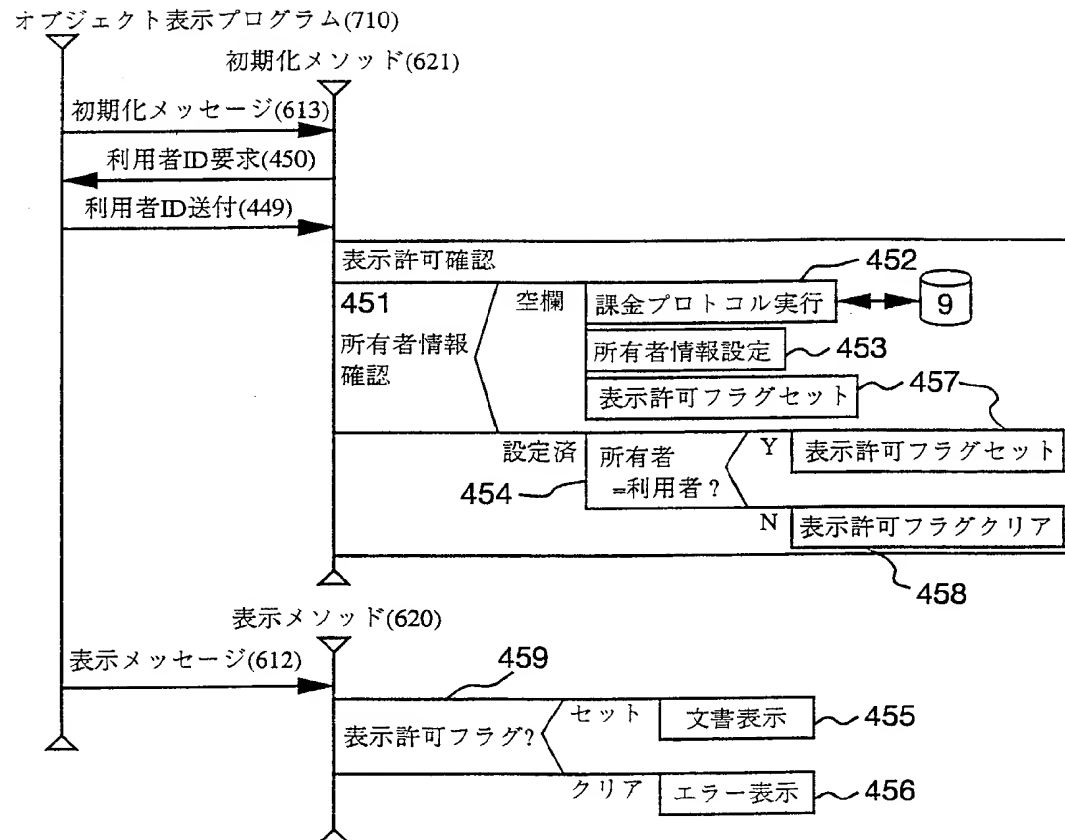 オブジェクト表示プログラム(710)
初期化メソッド(621)
初期化メッセージ(613)
利用者ID要求(450)
利用者ID送付(449)
表示許可確認
452
451
空欄
課金プロトコル実行
9
所有者情報
確認
所有者情報設定
453
表示許可フラグセット
457
設定済
所有者
=利用者?
454
Y
表示許可フラグセット
N
表示許可フラグクリア
458
表示メソッド(620)
表示メッセージ(612)
459
表示許可フラグ?
セット
文書表示
455
クリア
エラー表示
456